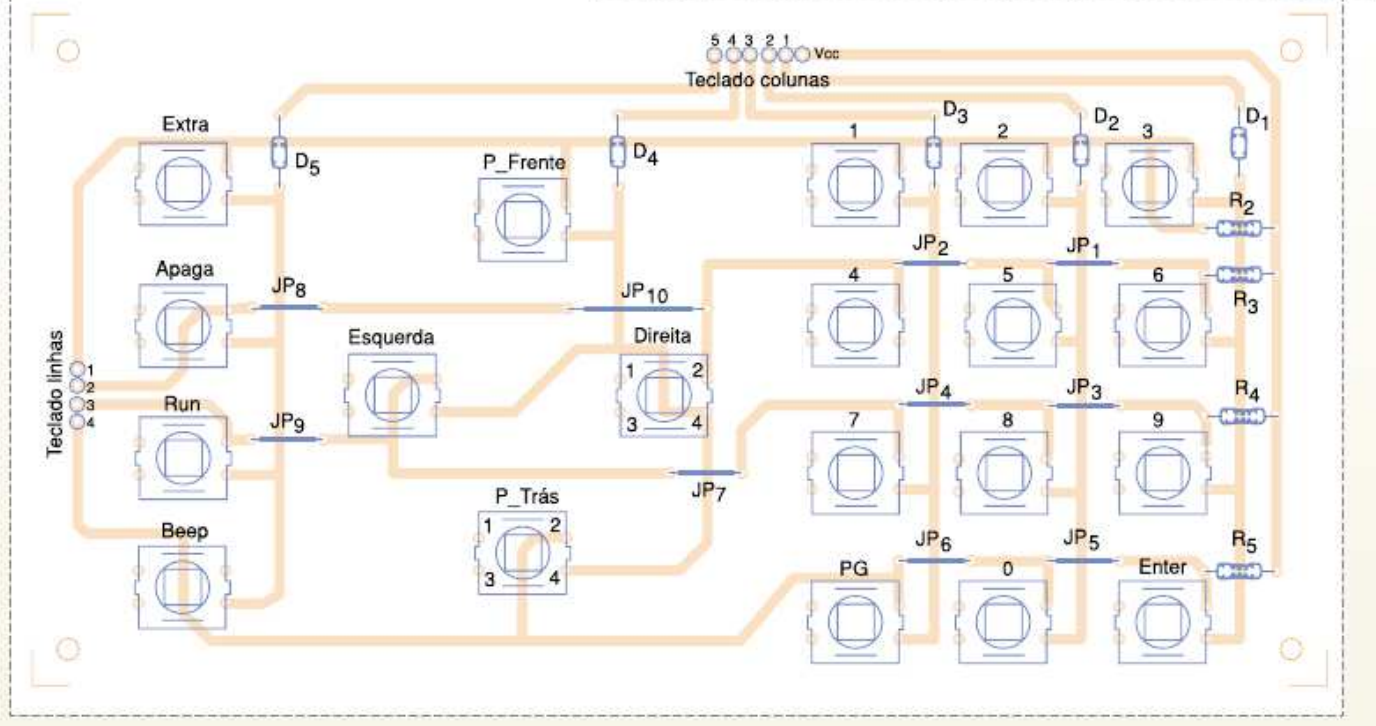 5 4 3 2 1 Vcc
Teclado colunas
Extra
D5
P_Frente
D4
1
D3
2
D2
3
D1
R2
Apaga
JP8
JP10
JP2
JP1
4
5
6
R3
Esquerda
Direita
1 2
3 4
Teclado linhas
1
2
3
4
Run
JP9
JP4
JP3
R4
7
8
9
JP7
P_Trás
1 2
3 4
Beep
JP6
JP5
R5
PG
0
Enter